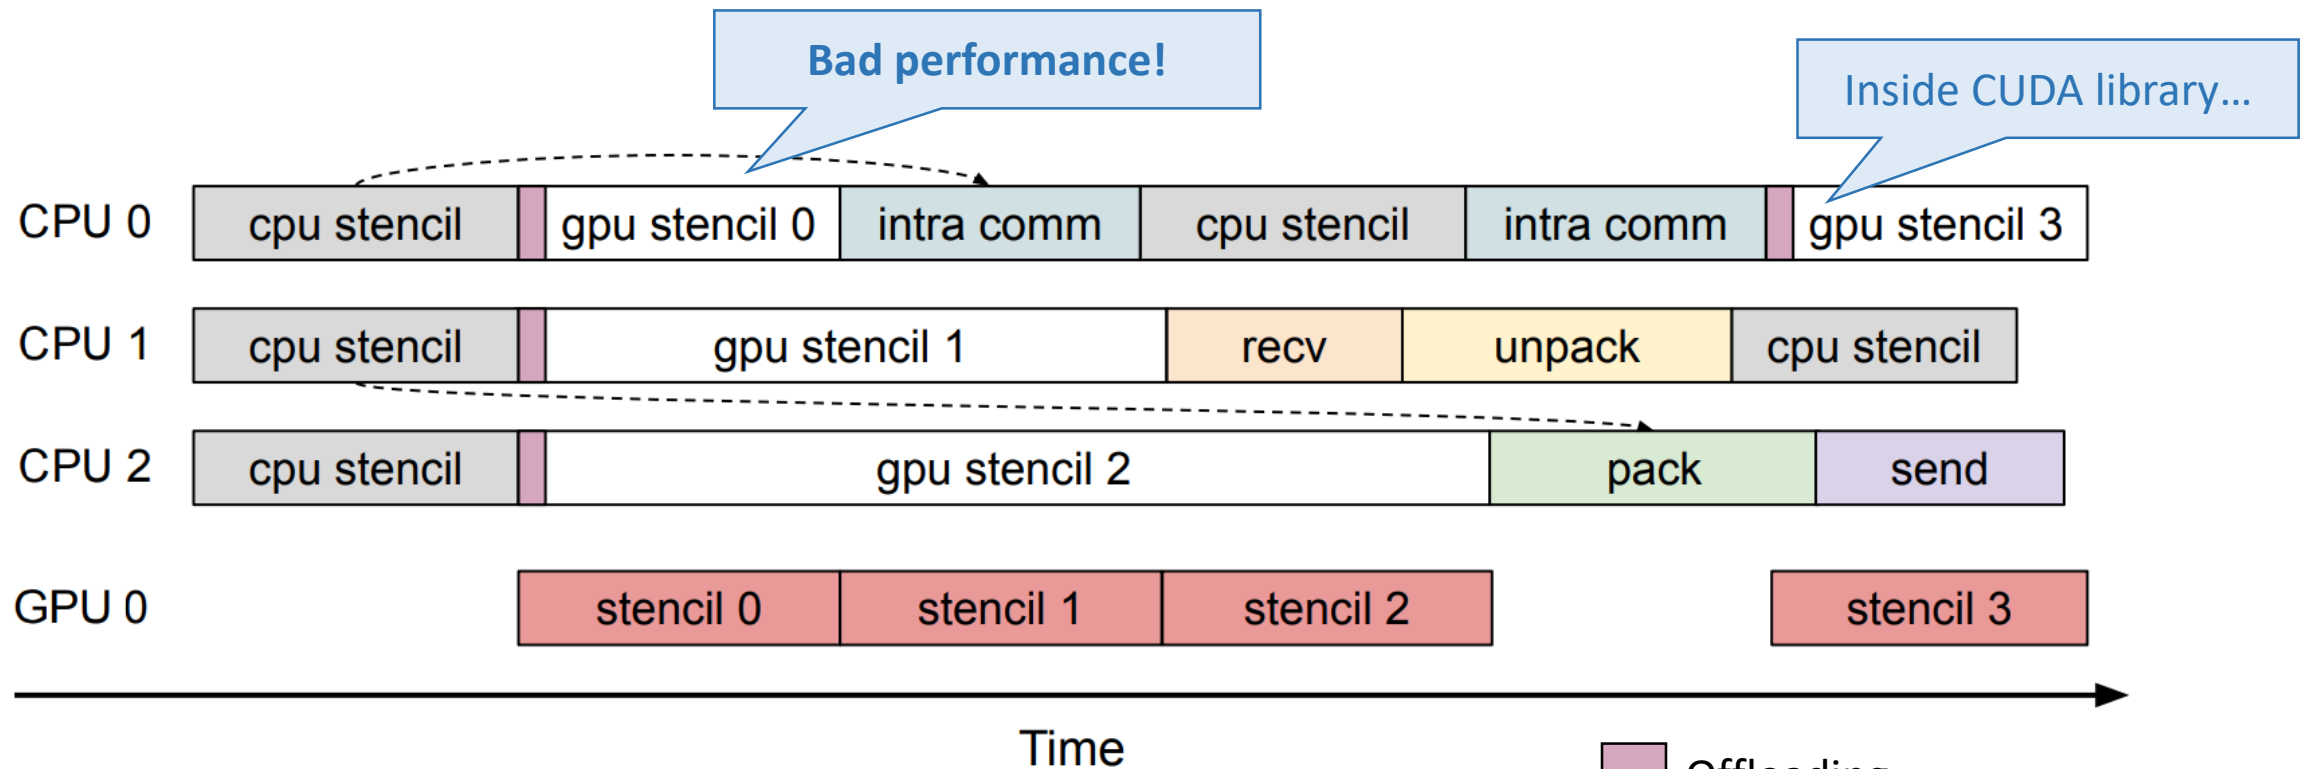 Bad performance!
Inside CUDA library...
CPU 0 cpu stencil gpu stencil 0 intra comm cpu stencil intra comm gpu stencil 3
CPU 1 cpu stencil gpu stencil 1 recv unpack cpu stencil
CPU 2 cpu stencil gpu stencil 2 pack send
GPU 0 stencil 0 stencil 1 stencil 2 stencil 3
Time
Offloading